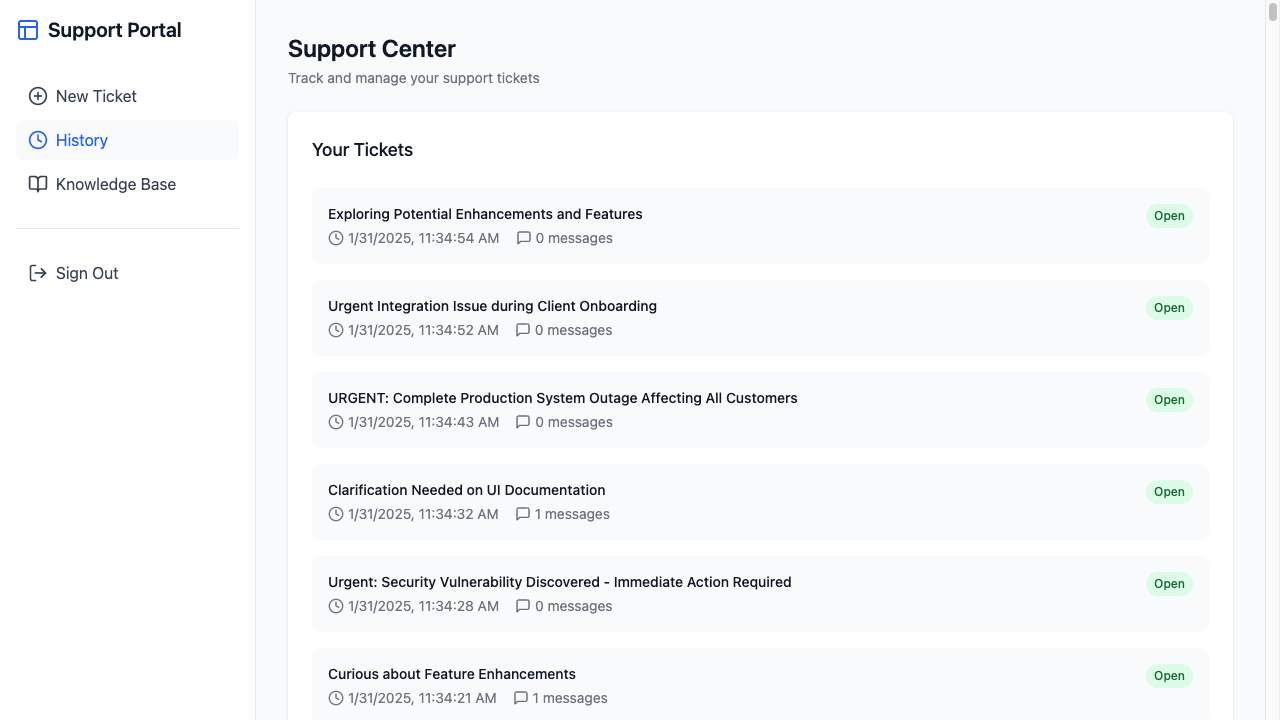 Support Portal
New Ticket
History
Knowledge Base
Sign Out
Support Center
Track and manage your support tickets
Your Tickets
Exploring Potential Enhancements and Features
Open
1/31/2025, 11:34:54 AM 0 messages
Urgent Integration Issue during Client Onboarding
Open
1/31/2025, 11:34:52 AM 0 messages
URGENT: Complete Production System Outage Affecting All Customers
Open
1/31/2025, 11:34:43 AM 0 messages
Clarification Needed on UI Documentation
Open
1/31/2025, 11:34:32 AM 1 messages
Urgent: Security Vulnerability Discovered - Immediate Action Required
Open
1/31/2025, 11:34:28 AM 0 messages
Curious about Feature Enhancements
Open
1/31/2025, 11:34:21 AM 1 messages